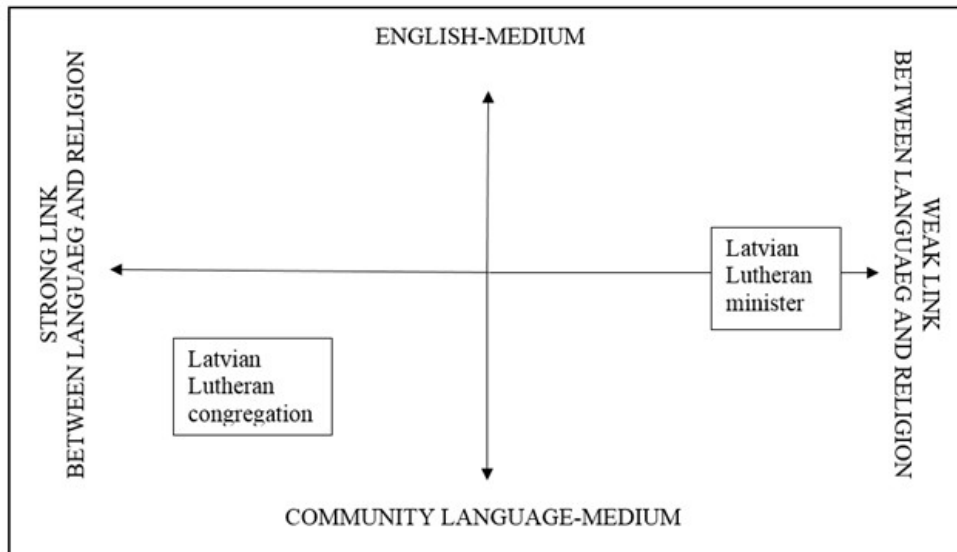 ENGLISH-MEDIUM
STRONG LINK
BETWEEN LANGUAEG AND RELIGION
WEAK LINK
BETWEEN LANGUAEG AND RELIGION
Latvian
Lutheran
minister
Latvian
Lutheran
congregation
COMMUNITY LANGUAGE-MEDIUM